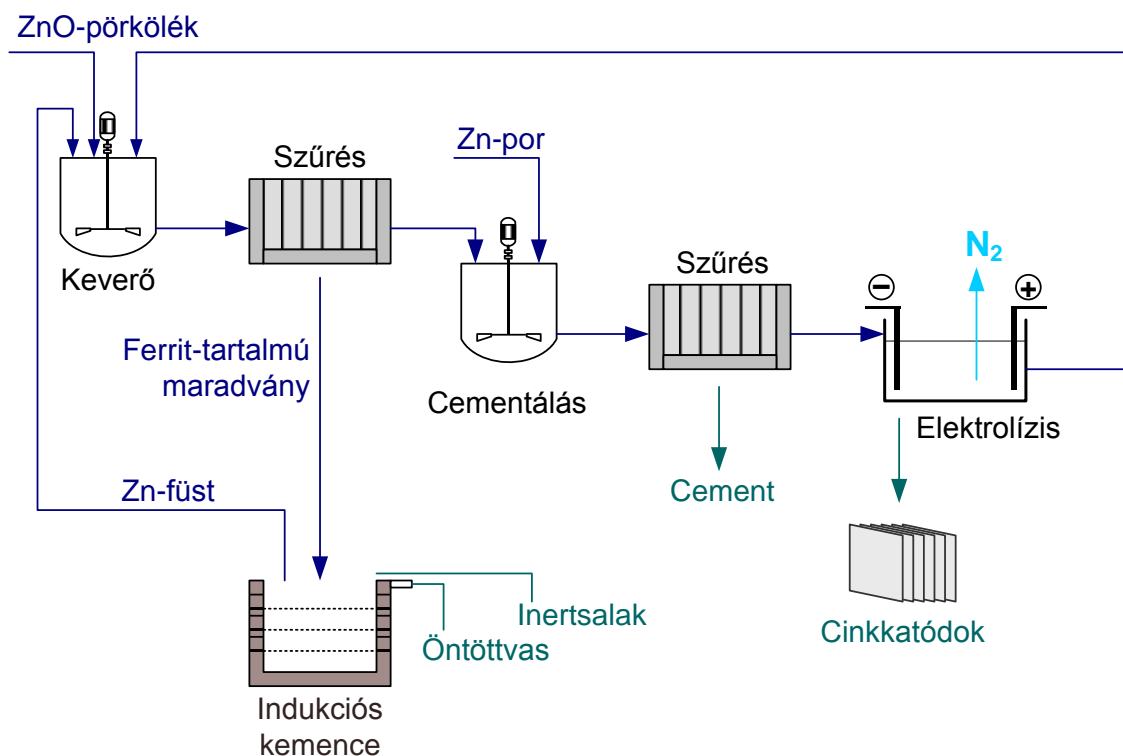 ZnO-pörkölék
Zn-por
Szűrés
Keverő
Szűrés
N₂
−
+
Ferrit-tartalmú
maradvány
Cementálás
Elektrolízis
Zn-füst
Cement
Inertsalak
Öntöttvas
Cinkkatódok
Indukciós
kemence